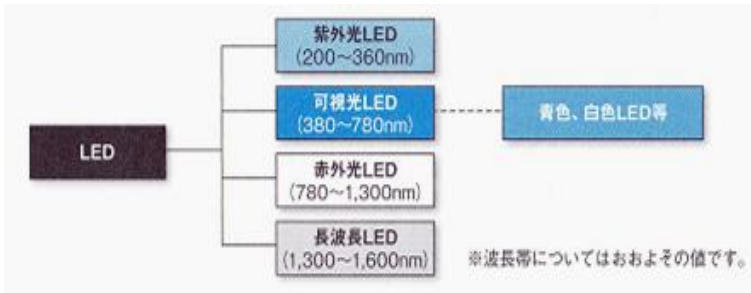 紫外光LED
(200～360nm)
可視光LED
(380～780nm)
青色、白色LED等
LED
赤外光LED
(780～1,300nm)
長波長LED
(1,300～1,600nm)
※波長帯についてはおおよその値です。